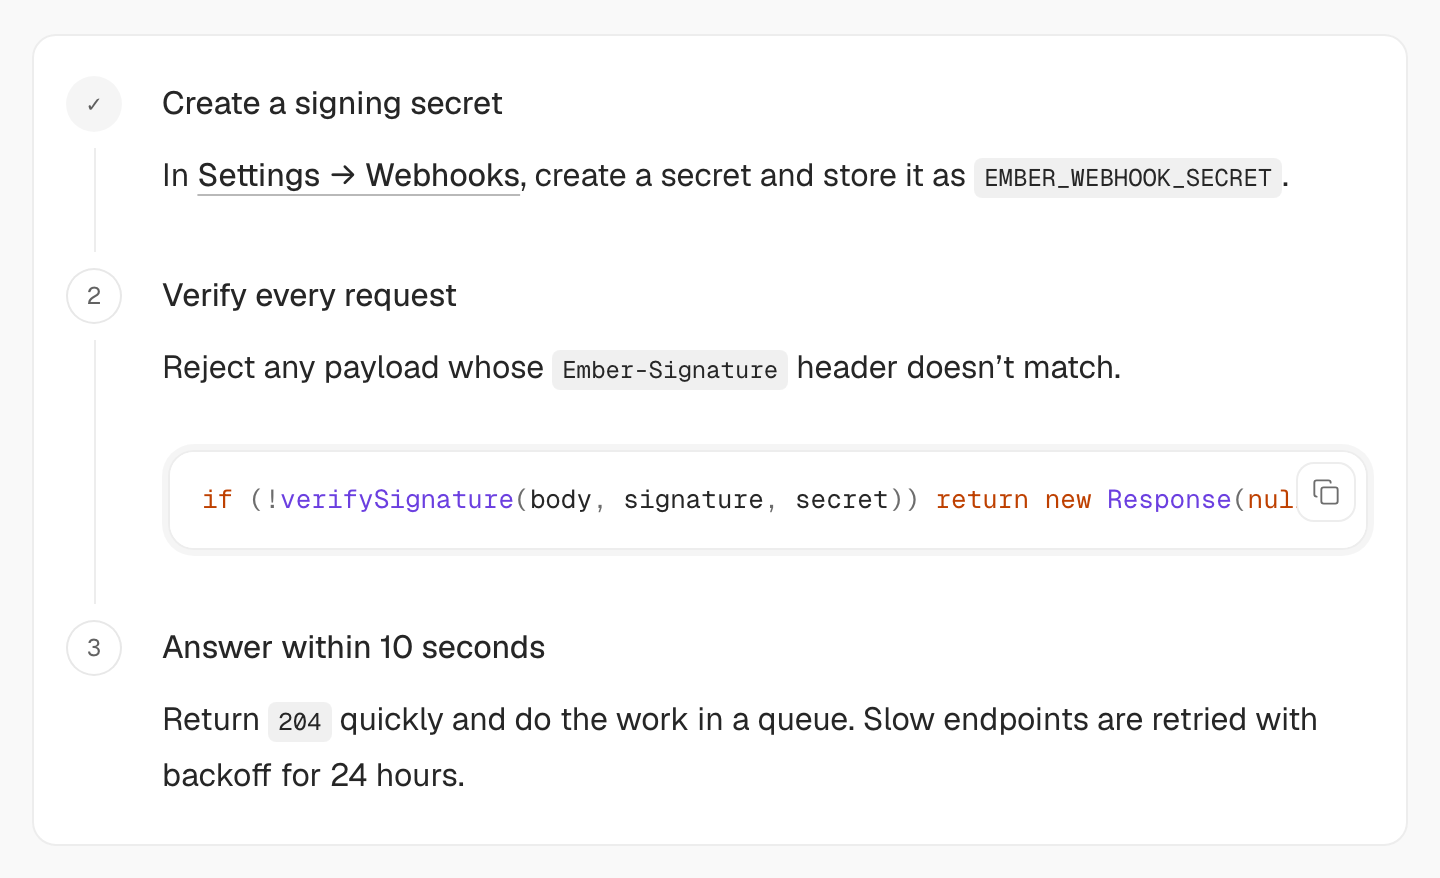 ✓ Create a signing secret
In Settings → Webhooks, create a secret and store it as EMBER_WEBHOOK_SECRET.
2 Verify every request
Reject any payload whose Ember-Signature header doesn’t match.
if (!verifySignature(body, signature, secret)) return new Response(nul
3 Answer within 10 seconds
Return 204 quickly and do the work in a queue. Slow endpoints are retried with
backoff for 24 hours.